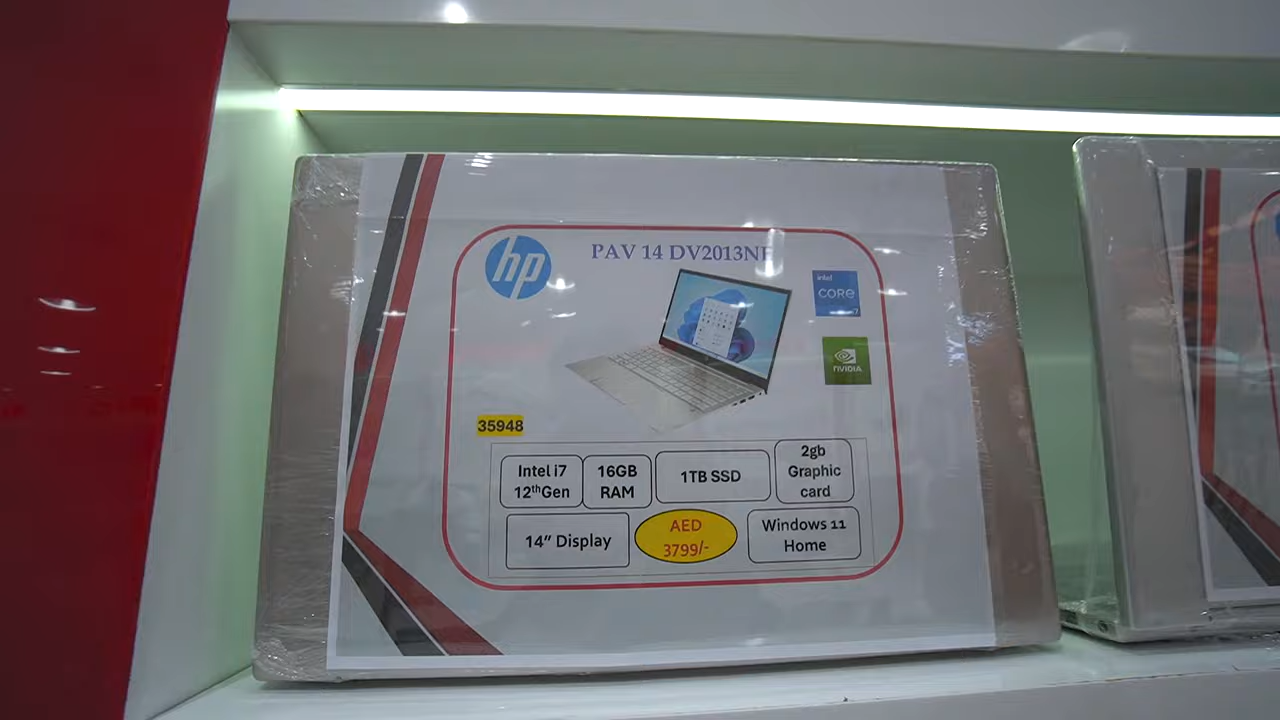 hp
PAV 14 DV2013NE
intel
CORE
i7
NVIDIA
35948
Intel i7
12thGen
16GB
RAM
1TB SSD
2gb
Graphic
card
14” Display
AED
3799/-
Windows 11
Home